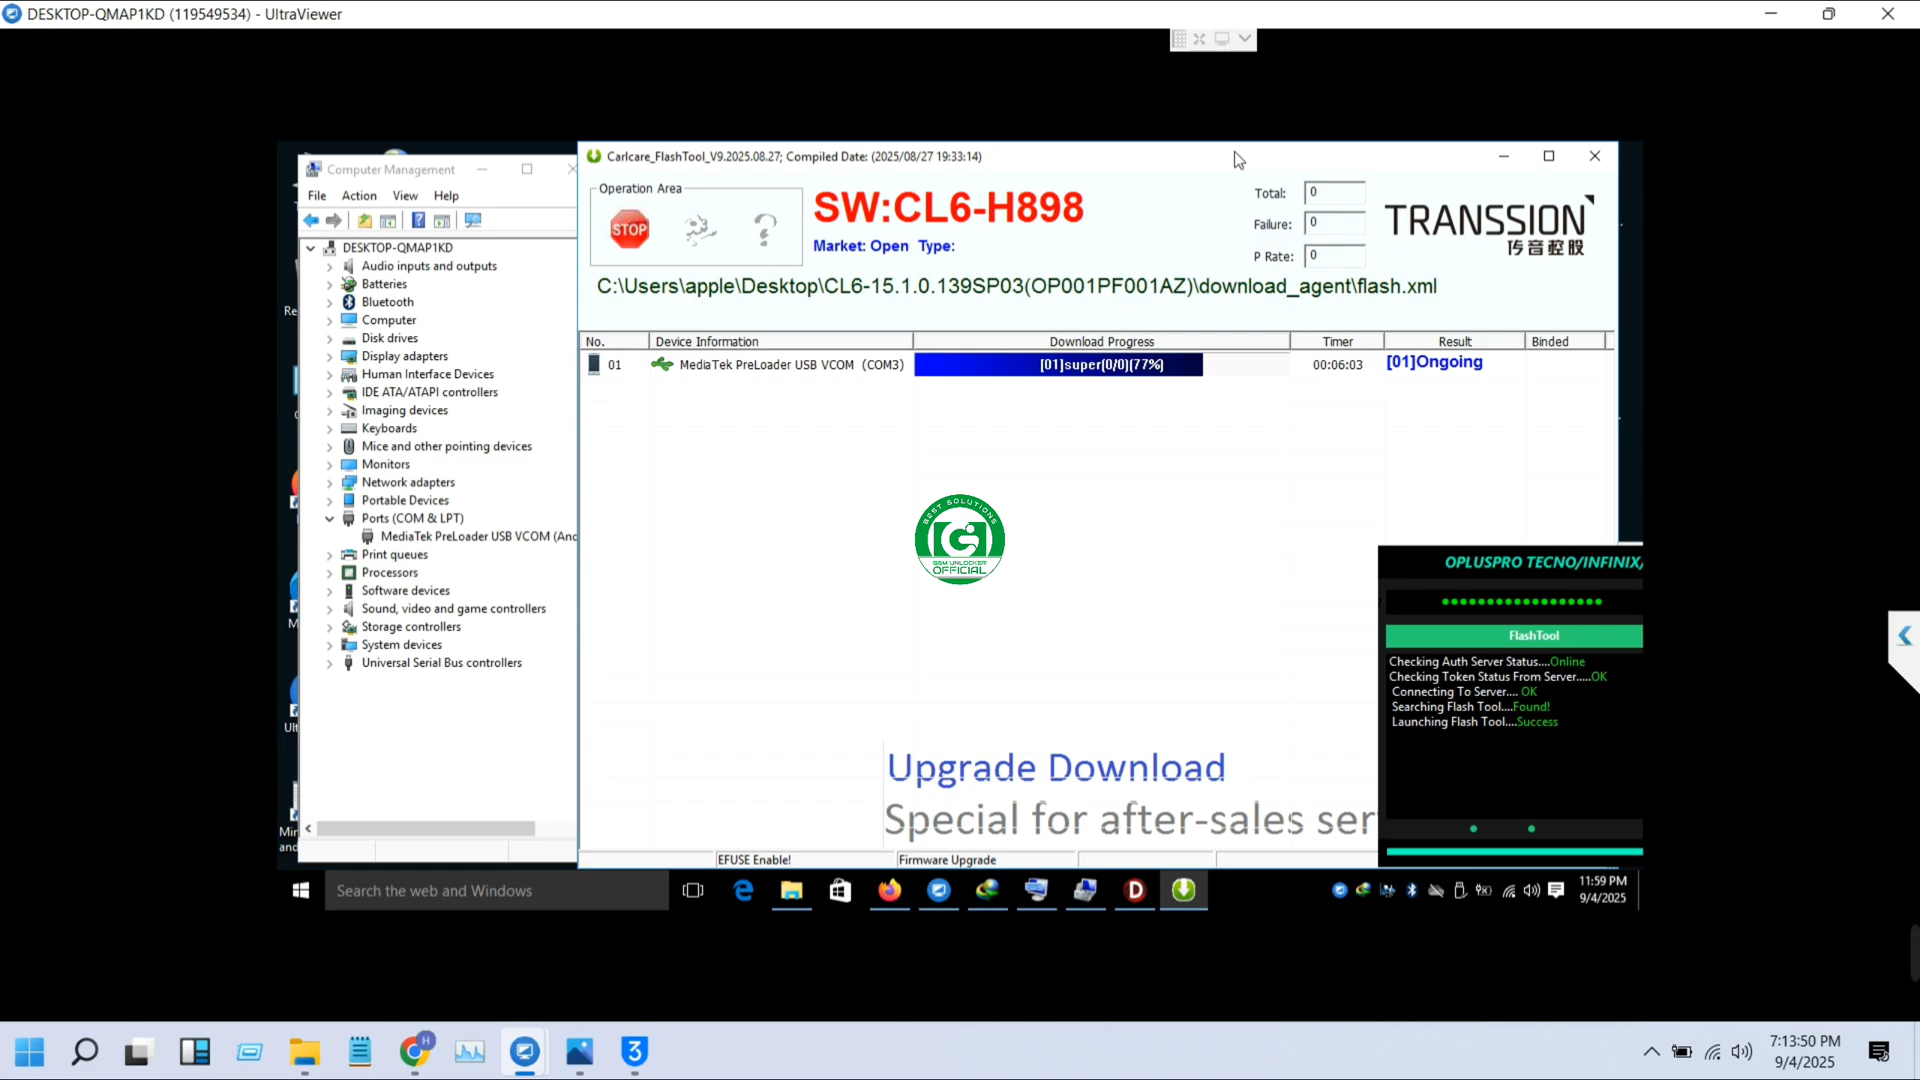 DESKTOP-QMAP1KD (119549534) - UltraViewer
Computer Management
File Action View Help
DESKTOP-QMAP1KD
Audio inputs and outputs
Batteries
Bluetooth
Computer
Disk drives
Display adapters
Human Interface Devices
IDE ATA/ATAPI controllers
Imaging devices
Keyboards
Mice and other pointing devices
Monitors
Network adapters
Portable Devices
Ports (COM & LPT)
MediaTek PreLoader USB VCOM (And
Print queues
Processors
Software devices
Sound, video and game controllers
Storage controllers
System devices
Universal Serial Bus controllers
Carlcare_FlashTool_V9.2025.08.27; Compiled Date: (2025/08/27 19:33:14)
Operation Area
STOP
SW:CL6-H898
Market: Open Type:
Total: 0
Failure: 0
P Rate: 0
TRANSSION
传音控股
C:\Users\apple\Desktop\CL6-15.1.0.139SP03(OP001PF001AZ)\download_agent\flash.xml
No. Device Information Download Progress Timer Result Binded
01 MediaTek PreLoader USB VCOM (COM3) [01]super(0/0)(77%) 00:06:03 [01]Ongoing
BEST SOLUTIONS
GSM UNLOCKER
OFFICIAL
Upgrade Download
Special for after-sales ser
EFUSE Enable! Firmware Upgrade
OPLUSPRO TECNO/INFINIX/
FlashTool
Checking Auth Server Status....Online
Checking Token Status From Server.....OK
Connecting To Server.... OK
Searching Flash Tool....Found!
Launching Flash Tool....Success
Re
M
Ult
Mir
and
Search the web and Windows
11:59 PM
9/4/2025
7:13:50 PM
9/4/2025